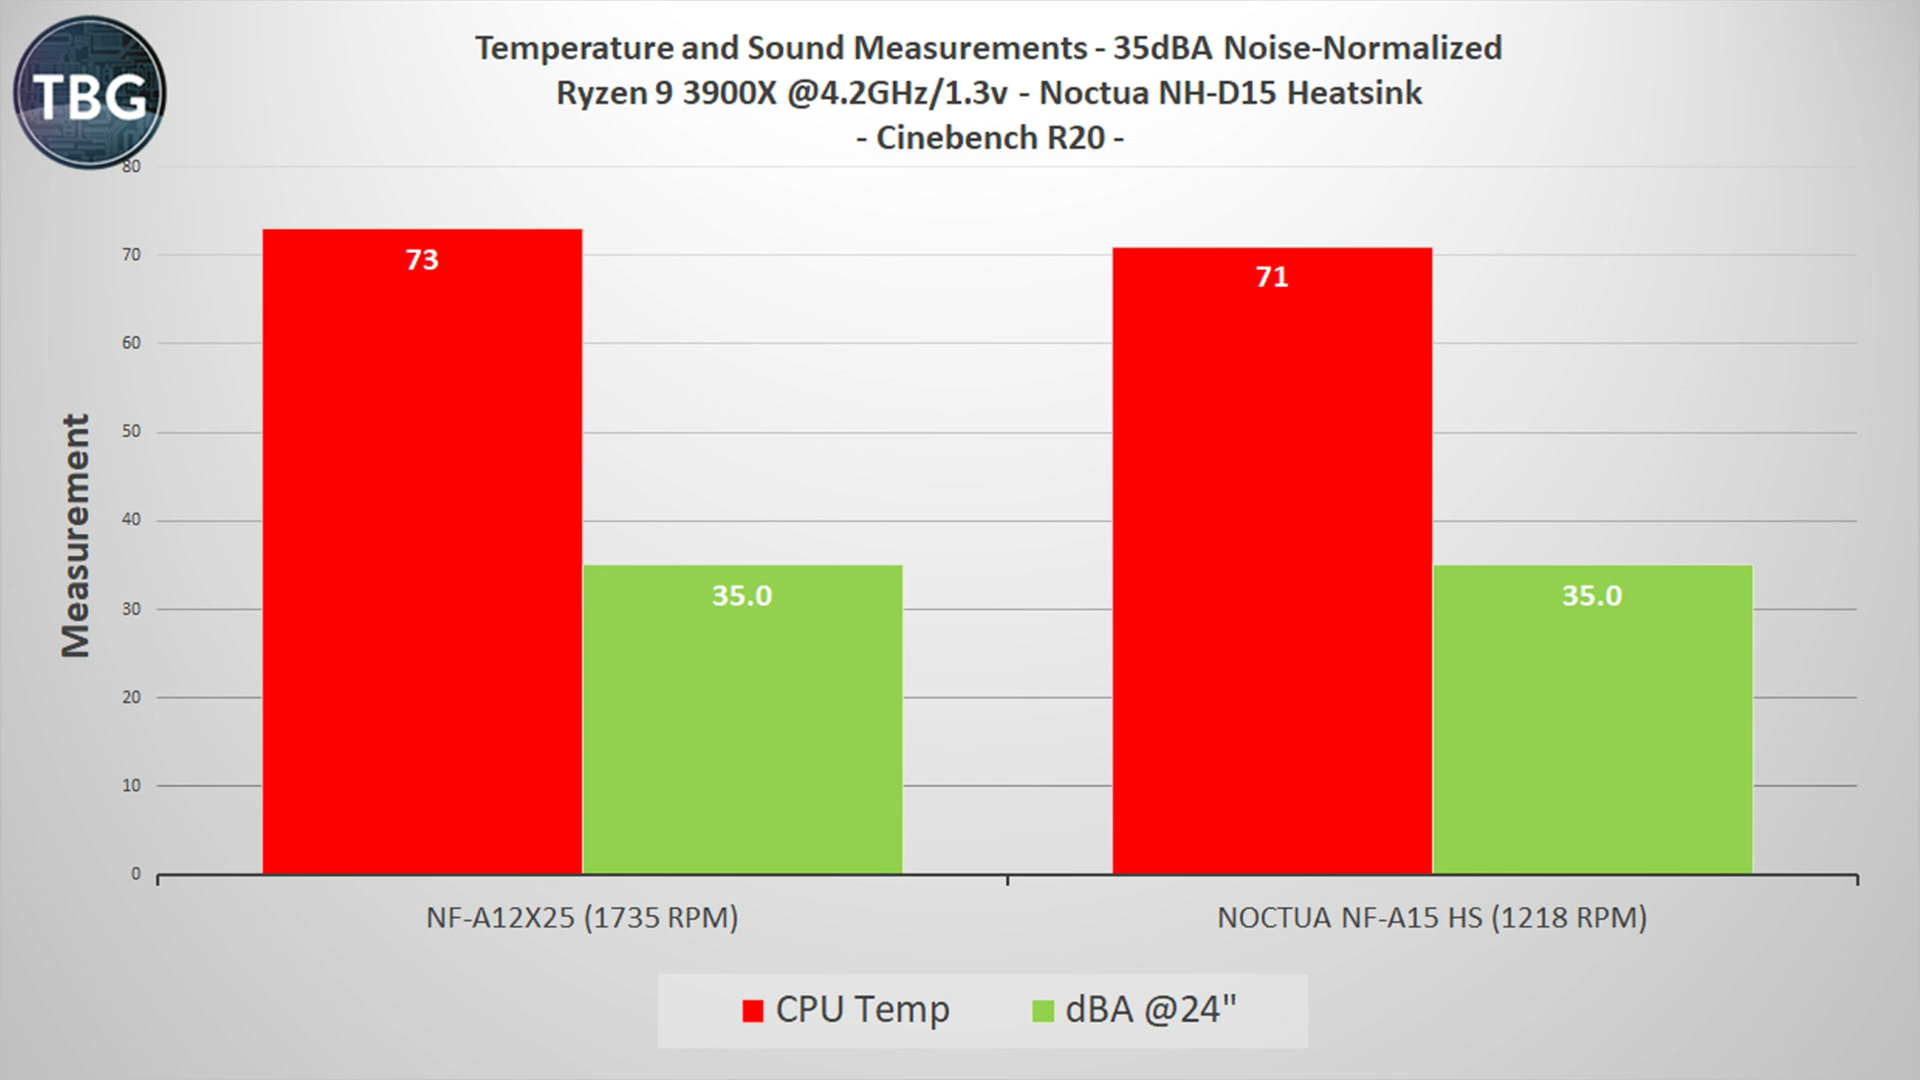 TBG
Temperature and Sound Measurements - 35dBA Noise-Normalized
Ryzen 9 3900X @4.2GHz/1.3v - Noctua NH-D15 Heatsink
- Cinebench R20 -
80
70
60
50
40
30
20
10
0
Measurement
73
35.0
71
35.0
NF-A12X25 (1735 RPM)
NOCTUA NF-A15 HS (1218 RPM)
CPU Temp
dBA @24"